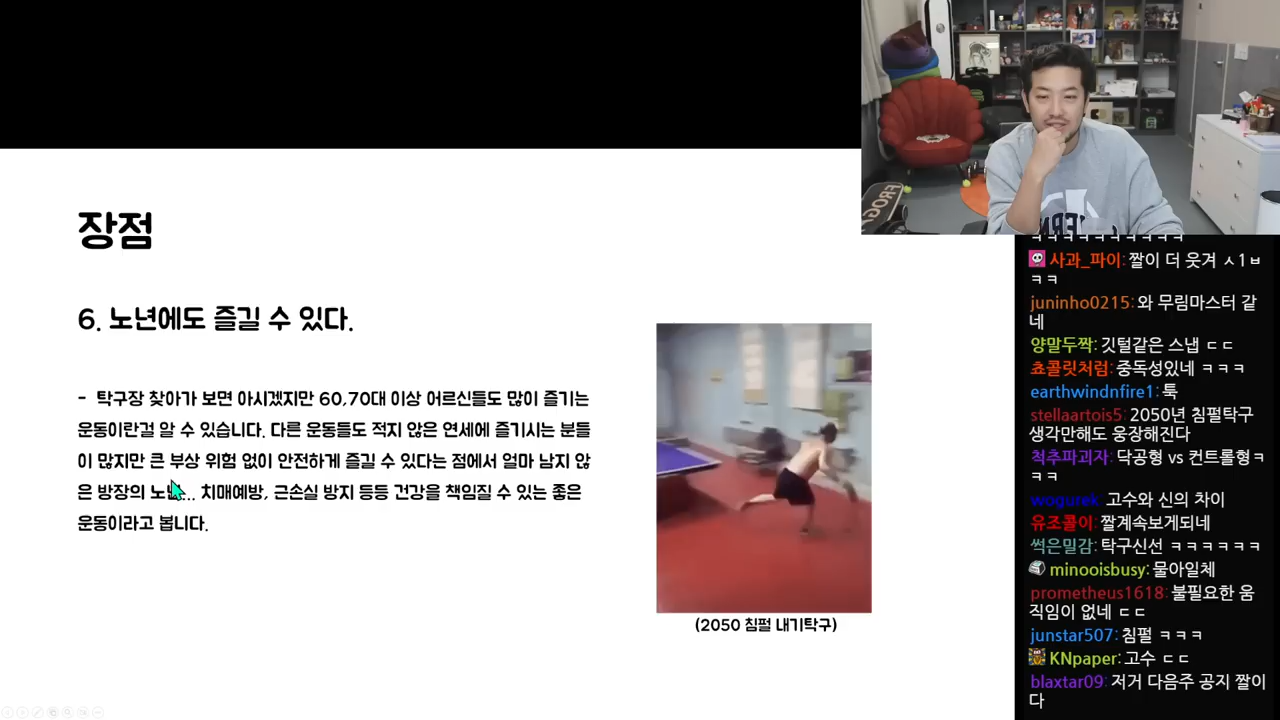 장점
6. 노년에도 즐길 수 있다.
- 탁구장 찾아가 보면 아시겠지만 60,70대 이상 어르신들도 많이 즐기는
운동이란걸 알 수 있습니다. 다른 운동들도 적지 않은 연세에 즐기시는 분들
이 많지만 큰 부상 위험 없이 안전하게 즐길 수 있다는 점에서 얼마 남지 않
은 방장의 노년... 치매예방, 근손실 방지 등등 건강을 책임질 수 있는 좋은
운동이라고 봅니다.
(2050 침펄 내기탁구)
사과_파이: 짤이 더 웃겨 ㅅ1ㅂ
ㅋㅋ
juninho0215: 와 무림마스터 같
네
양말두짝: 깃털같은 스냅 ㄷㄷ
쵸콜릿처럼: 중독성있네 ㅋㅋㅋ
earthwindnfire1: 툭
stellaartois5: 2050년 침펄탁구
생각만해도 웅장해진다
척추파괴자: 닥공형 vs 컨트롤형ㅋ
ㅋㅋ
wogurek: 고수와 신의 차이
유조콜이: 짤계속보게되네
썩은밀감: 탁구신선 ㅋㅋㅋㅋㅋㅋ
minooisbusy: 물아일체
prometheus1618: 불필요한 움
직임이 없네 ㄷㄷ
junstar507: 침펄 ㅋㅋㅋ
KNpaper: 고수 ㄷㄷ
blaxtar09: 저거 다음주 공지 짤이
다